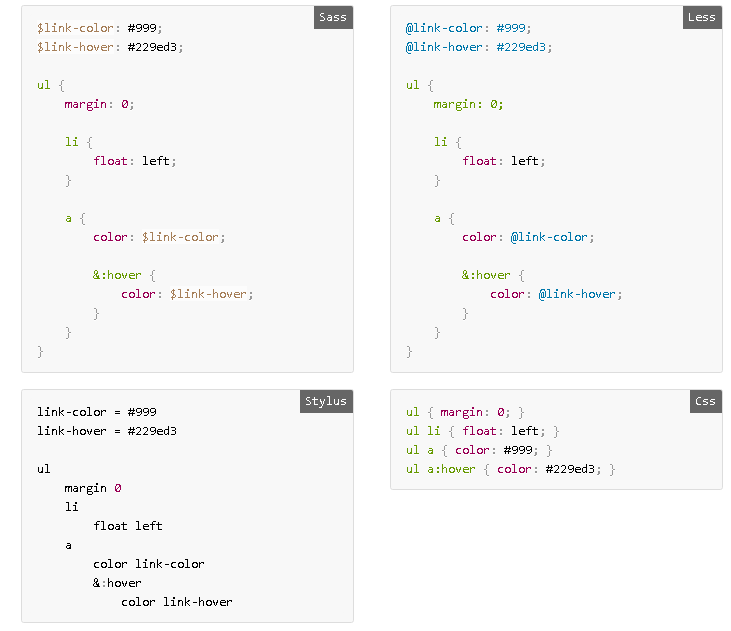 Sass
$link-color: #999;
$link-hover: #229ed3;
ul {
    margin: 0;
    li {
        float: left;
    }
    a {
        color: $link-color;
        &:hover {
            color: $link-hover;
        }
    }
}
Less
@link-color: #999;
@link-hover: #229ed3;
ul {
    margin: 0;
    li {
        float: left;
    }
    a {
        color: @link-color;
        &:hover {
            color: @link-hover;
        }
    }
}
Stylus
link-color = #999
link-hover = #229ed3
ul
    margin 0
    li
        float left
    a
        color link-color
        &:hover
            color link-hover
Css
ul { margin: 0; }
ul li { float: left; }
ul a { color: #999; }
ul a:hover { color: #229ed3; }